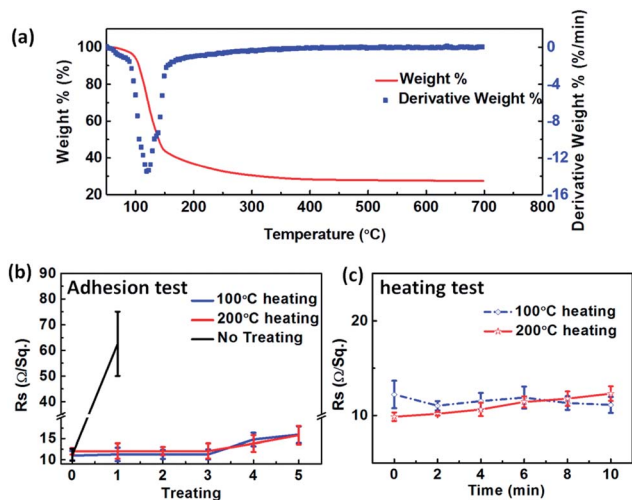 (a)
100
80
60
40
20
Weight % (%)
0
-4
-8
-12
-16
Derivative Weight % (%/min)
Weight %
Derivative Weight %
100 200 300 400 500 600 700 800
Temperature (°C)
(b) Adhesion test
90
80
70
60
50
40
15
10
Rs (Ω/Sq.)
100°C heating
200°C heating
No Treating
0 1 2 3 4 5
Treating
(c) heating test
20
10
Rs (Ω/Sq.)
100°C heating
200°C heating
0 2 4 6 8 10
Time (min)